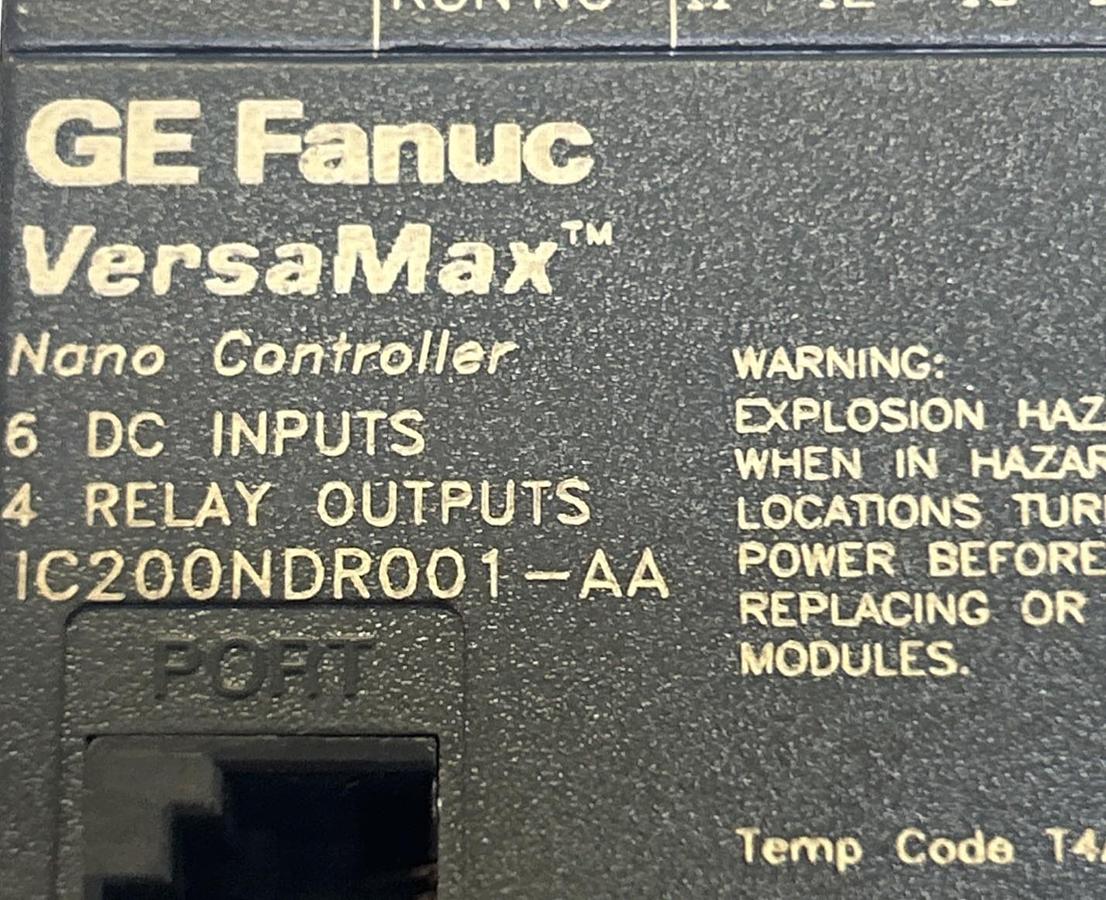 GE Fanuc
VersaMax™
Nano Controller
6 DC INPUTS
4 RELAY OUTPUTS
IC200NDR001-AA
PORT
WARNING:
EXPLOSION
WHEN IN
LOCATIONS
POWER BEFORE
REPLACING OR
MODULES.
Temp Code